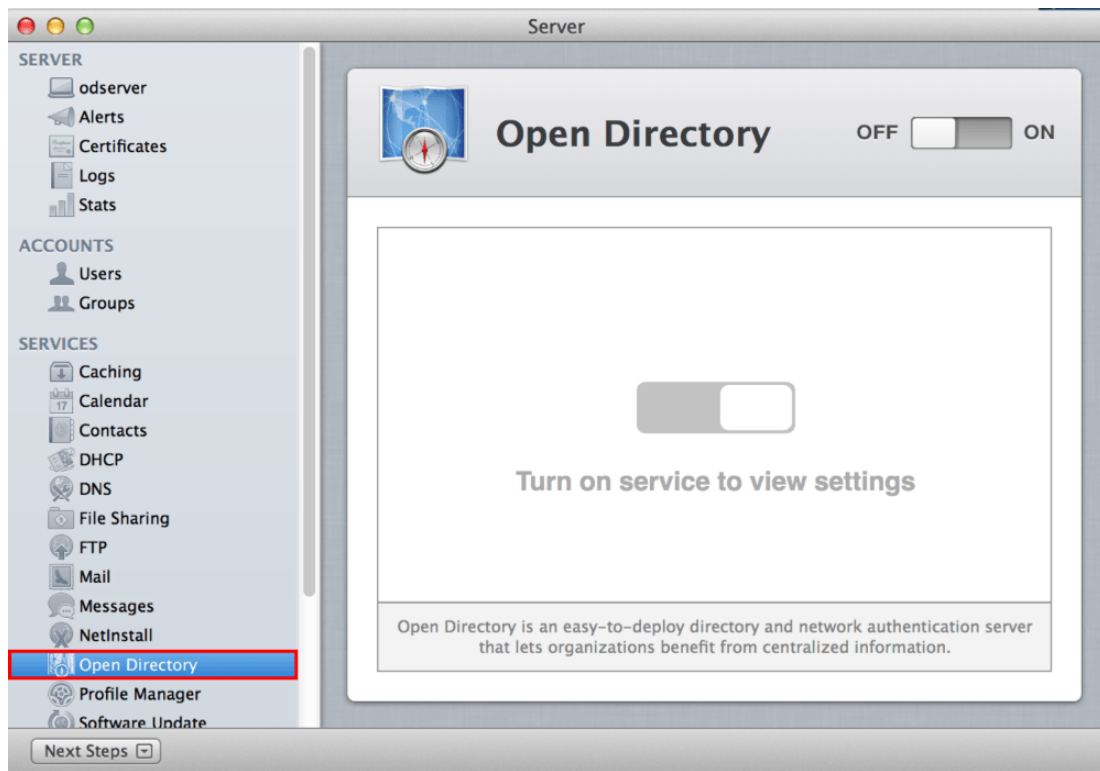 Server
SERVER
odserver
Alerts
Certificates
Logs
Stats
ACCOUNTS
Users
Groups
SERVICES
Caching
17
Calendar
Contacts
DHCP
DNS
File Sharing
FTP
Mail
Messages
NetInstall
Open Directory
Profile Manager
Software Update
Next Steps
Open Directory
OFF
ON
Turn on service to view settings
Open Directory is an easy-to-deploy directory and network authentication server
that lets organizations benefit from centralized information.